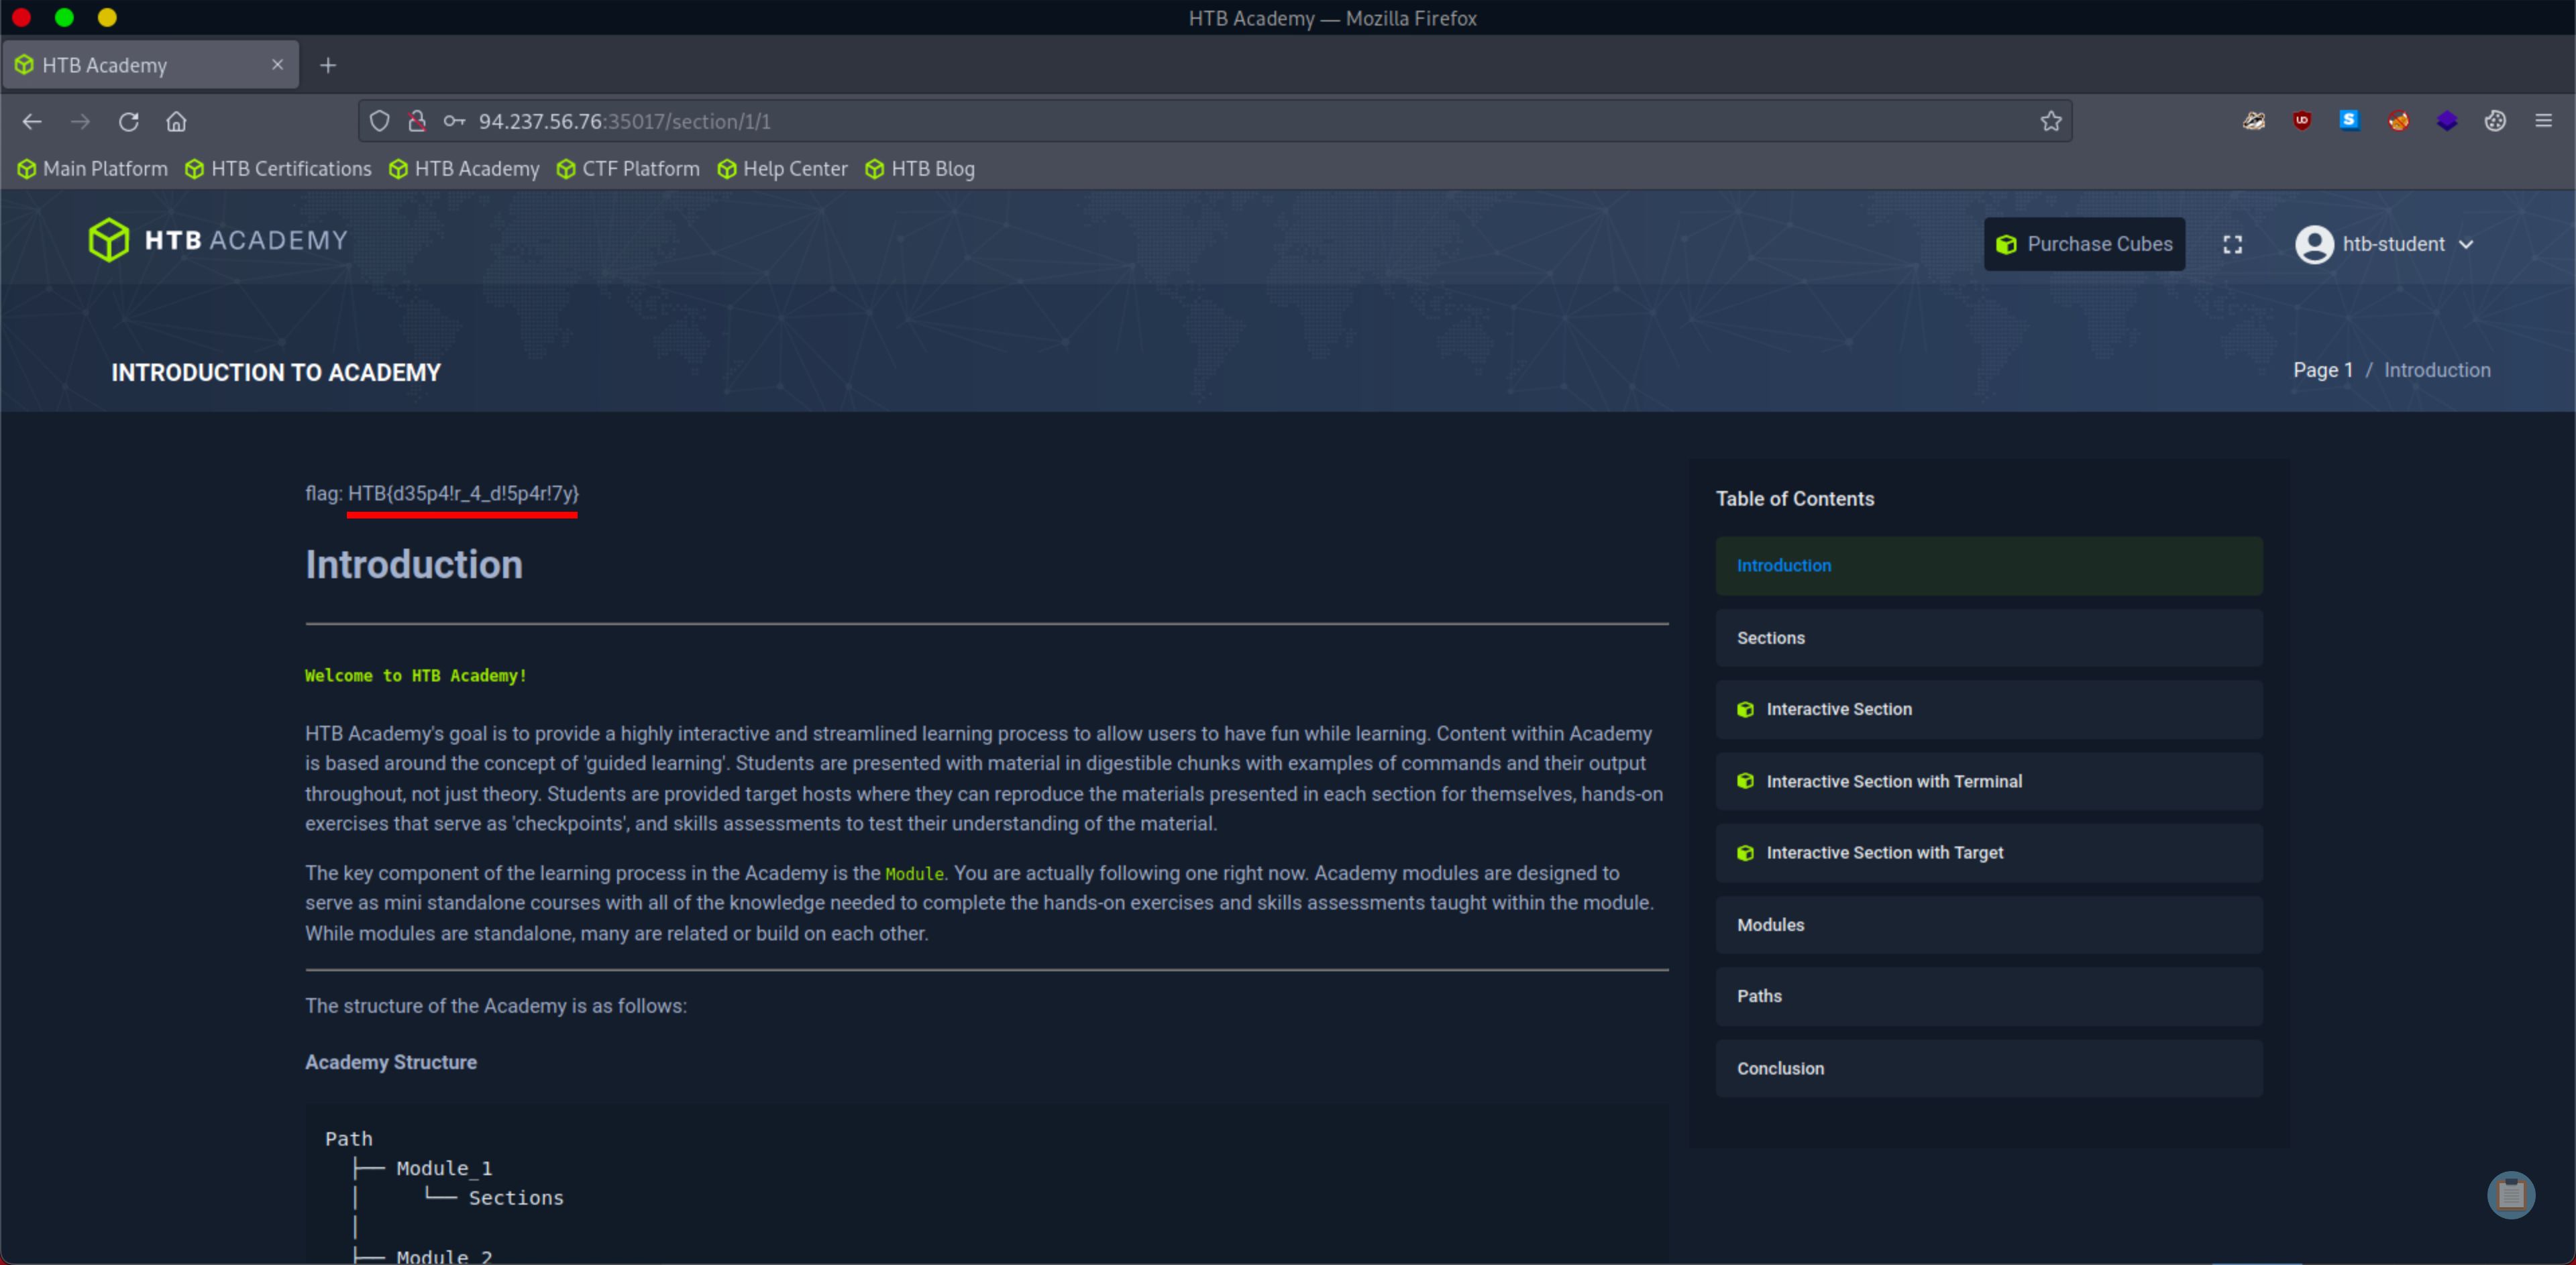 HTB Academy — Mozilla Firefox
HTB Academy
94.237.56.76:35017/section/1/1
Main Platform HTB Certifications HTB Academy CTF Platform Help Center HTB Blog
HTB ACADEMY
Purchase Cubes
htb-student
INTRODUCTION TO ACADEMY
Page 1 / Introduction
flag: HTB{d35p4!r_4_d!5p4r!7y}
Introduction
Welcome to HTB Academy!
HTB Academy's goal is to provide a highly interactive and streamlined learning process to allow users to have fun while learning. Content within Academy
is based around the concept of 'guided learning'. Students are presented with material in digestible chunks with examples of commands and their output
throughout, not just theory. Students are provided target hosts where they can reproduce the materials presented in each section for themselves, hands-on
exercises that serve as 'checkpoints', and skills assessments to test their understanding of the material.
The key component of the learning process in the Academy is the Module. You are actually following one right now. Academy modules are designed to
serve as mini standalone courses with all of the knowledge needed to complete the hands-on exercises and skills assessments taught within the module.
While modules are standalone, many are related or build on each other.
The structure of the Academy is as follows:
Academy Structure
Path
├── Module_1
│     └── Sections
│
├── Module_2
Table of Contents
Introduction
Sections
Interactive Section
Interactive Section with Terminal
Interactive Section with Target
Modules
Paths
Conclusion